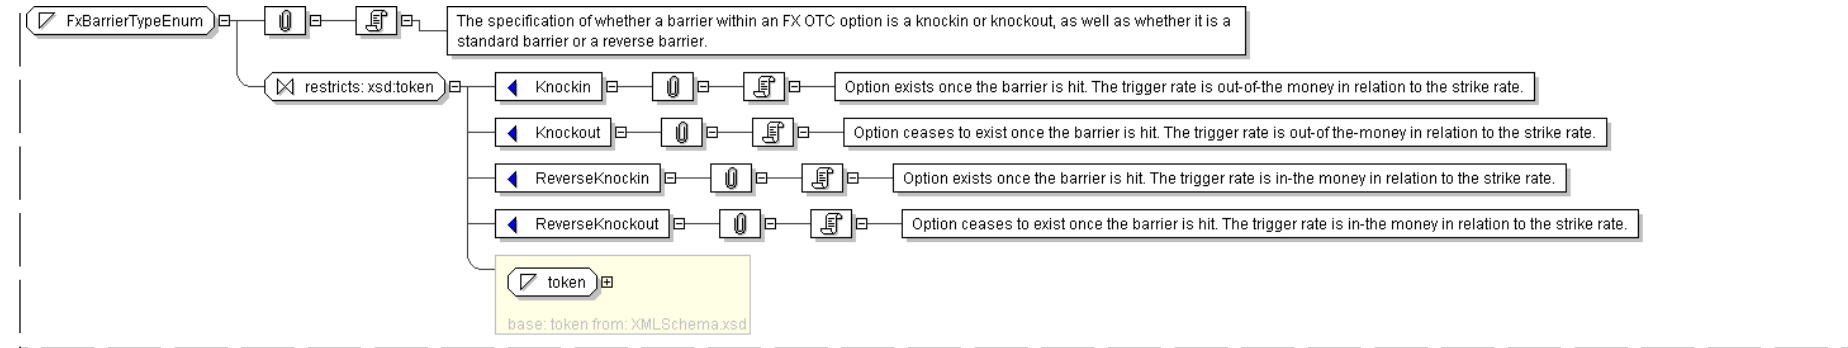 FxBarrierTypeEnum
The specification of whether a barrier within an FX OTC option is a knockin or knockout, as well as whether it is a
standard barrier or a reverse barrier.
restricts: xsd:token
Knockin
Option exists once the barrier is hit. The trigger rate is out-of-the money in relation to the strike rate.
Knockout
Option ceases to exist once the barrier is hit. The trigger rate is out-of the-money in relation to the strike rate.
ReverseKnockin
Option exists once the barrier is hit. The trigger rate is in-the money in relation to the strike rate.
ReverseKnockout
Option ceases to exist once the barrier is hit. The trigger rate is in-the money in relation to the strike rate.
token
base: token from: XMLSchema.xsd